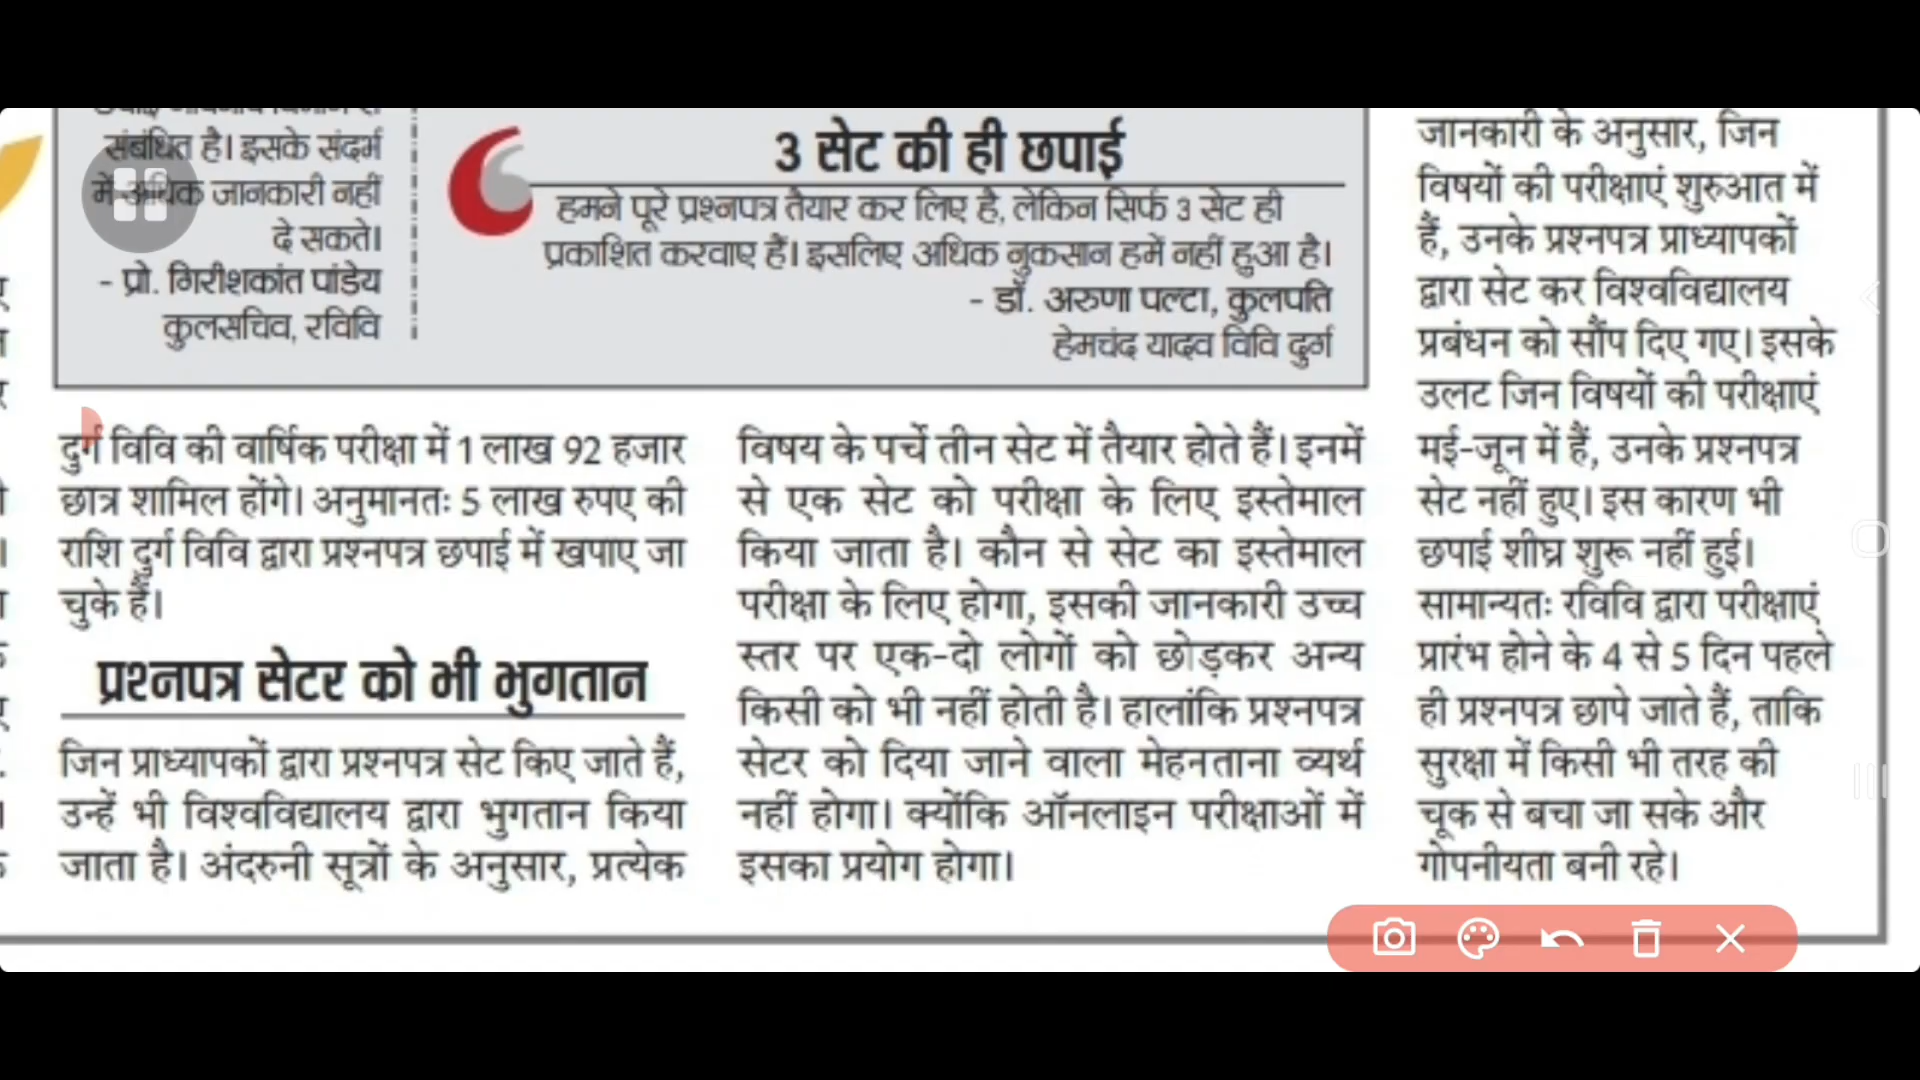 संबंधित है। इसके संदर्भ
में अधिक जानकारी नहीं
दे सकते।
- प्रो. गिरीशकांत पांडेय
कुलसचिव, रविवि
3 सेट की ही छपाई
हमने पूरे प्रश्नपत्र तैयार कर लिए है, लेकिन सिर्फ 3 सेट ही
प्रकाशित करवाए हैं। इसलिए अधिक नुकसान हमें नहीं हुआ है।
- डॉ. अरुणा पल्टा, कुलपति
हेमचंद यादव विवि दुर्ग
दुर्ग विवि की वार्षिक परीक्षा में 1 लाख 92 हजार
छात्र शामिल होंगे। अनुमानतः 5 लाख रुपए की
राशि दुर्ग विवि द्वारा प्रश्नपत्र छपाई में खपाए जा
चुके हैं।
प्रश्नपत्र सेटर को भी भुगतान
जिन प्राध्यापकों द्वारा प्रश्नपत्र सेट किए जाते हैं,
उन्हें भी विश्वविद्यालय द्वारा भुगतान किया
जाता है। अंदरुनी सूत्रों के अनुसार, प्रत्येक
विषय के पर्चे तीन सेट में तैयार होते हैं। इनमें
से एक सेट को परीक्षा के लिए इस्तेमाल
किया जाता है। कौन से सेट का इस्तेमाल
परीक्षा के लिए होगा, इसकी जानकारी उच्च
स्तर पर एक-दो लोगों को छोड़कर अन्य
किसी को भी नहीं होती है। हालांकि प्रश्नपत्र
सेटर को दिया जाने वाला मेहनताना व्यर्थ
नहीं होगा। क्योंकि ऑनलाइन परीक्षाओं में
इसका प्रयोग होगा।
जानकारी के अनुसार, जिन
विषयों की परीक्षाएं शुरुआत में
हैं, उनके प्रश्नपत्र प्राध्यापकों
द्वारा सेट कर विश्वविद्यालय
प्रबंधन को सौंप दिए गए। इसके
उलट जिन विषयों की परीक्षाएं
मई-जून में हैं, उनके प्रश्नपत्र
सेट नहीं हुए। इस कारण भी
छपाई शीघ्र शुरू नहीं हुई।
सामान्यतः रविवि द्वारा परीक्षाएं
प्रारंभ होने के 4 से 5 दिन पहले
ही प्रश्नपत्र छापे जाते हैं, ताकि
सुरक्षा में किसी भी तरह की
चूक से बचा जा सके और
गोपनीयता बनी रहे।